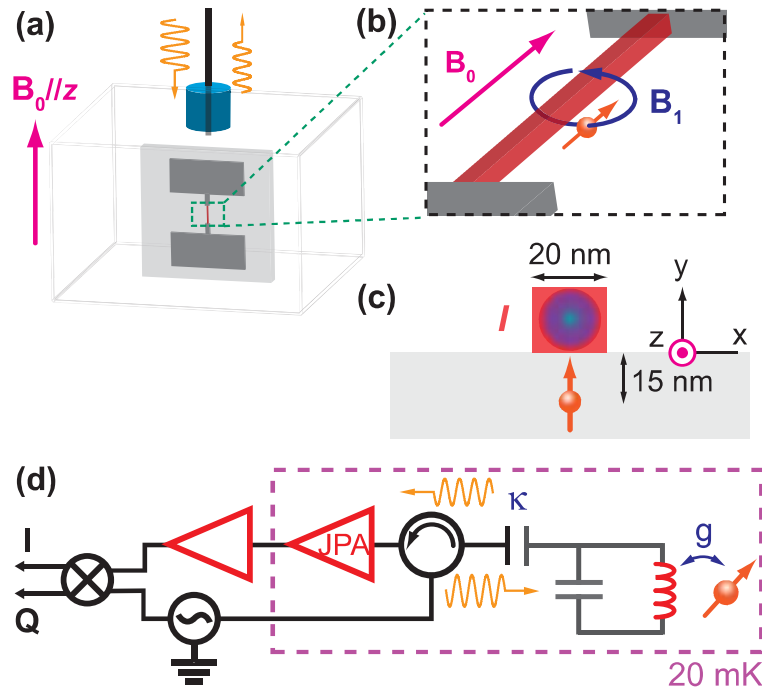 (a)
B₀//z
(b)
B₀
B₁
(c)
20 nm
I
y
z
x
15 nm
(d)
κ
I
JPA
g
Q
20 mK